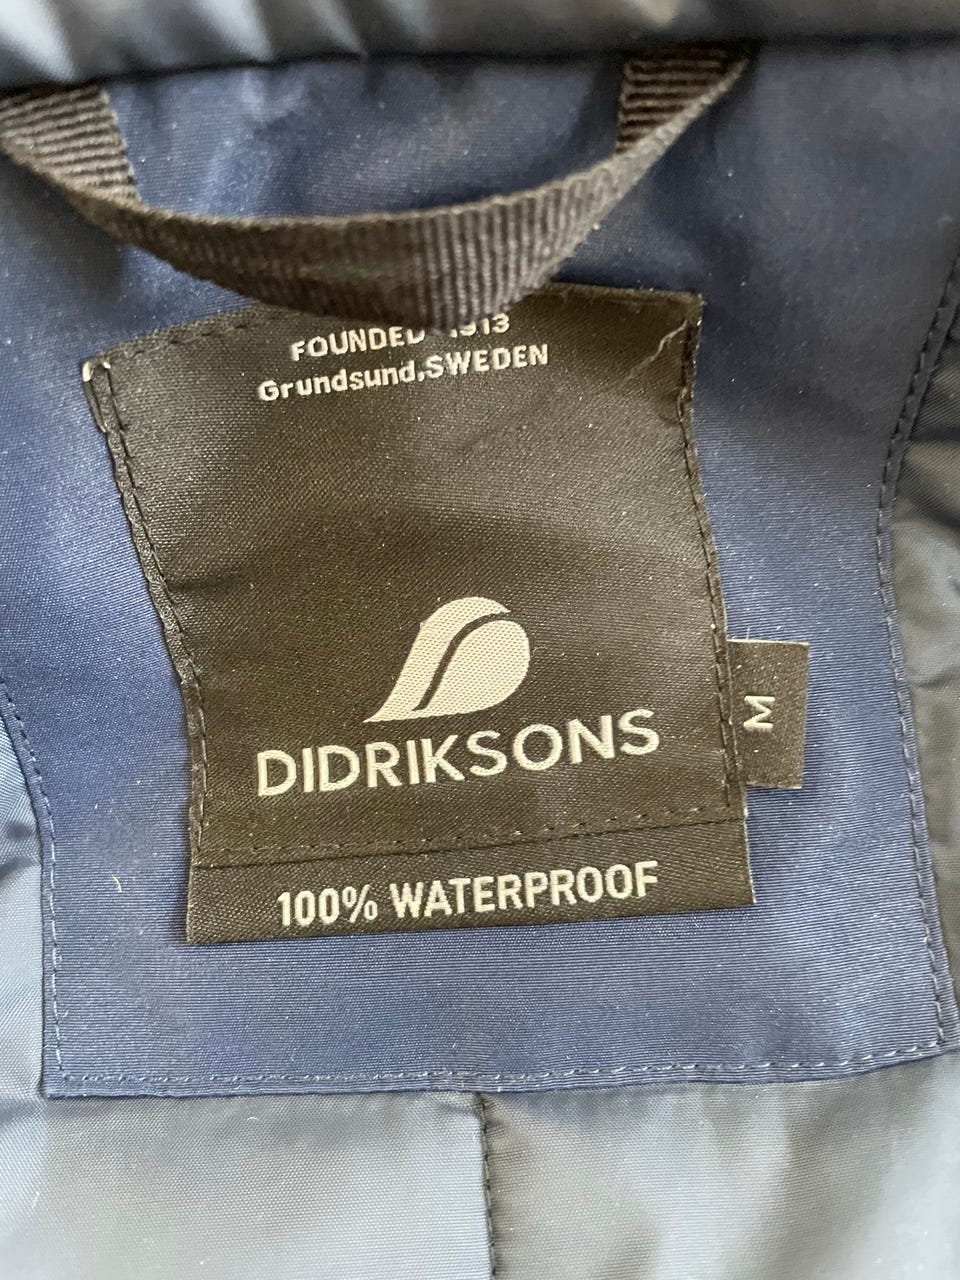 FOUNDED 1913
Grundsund,SWEDEN
DIDRIKSONS
M
100% WATERPROOF